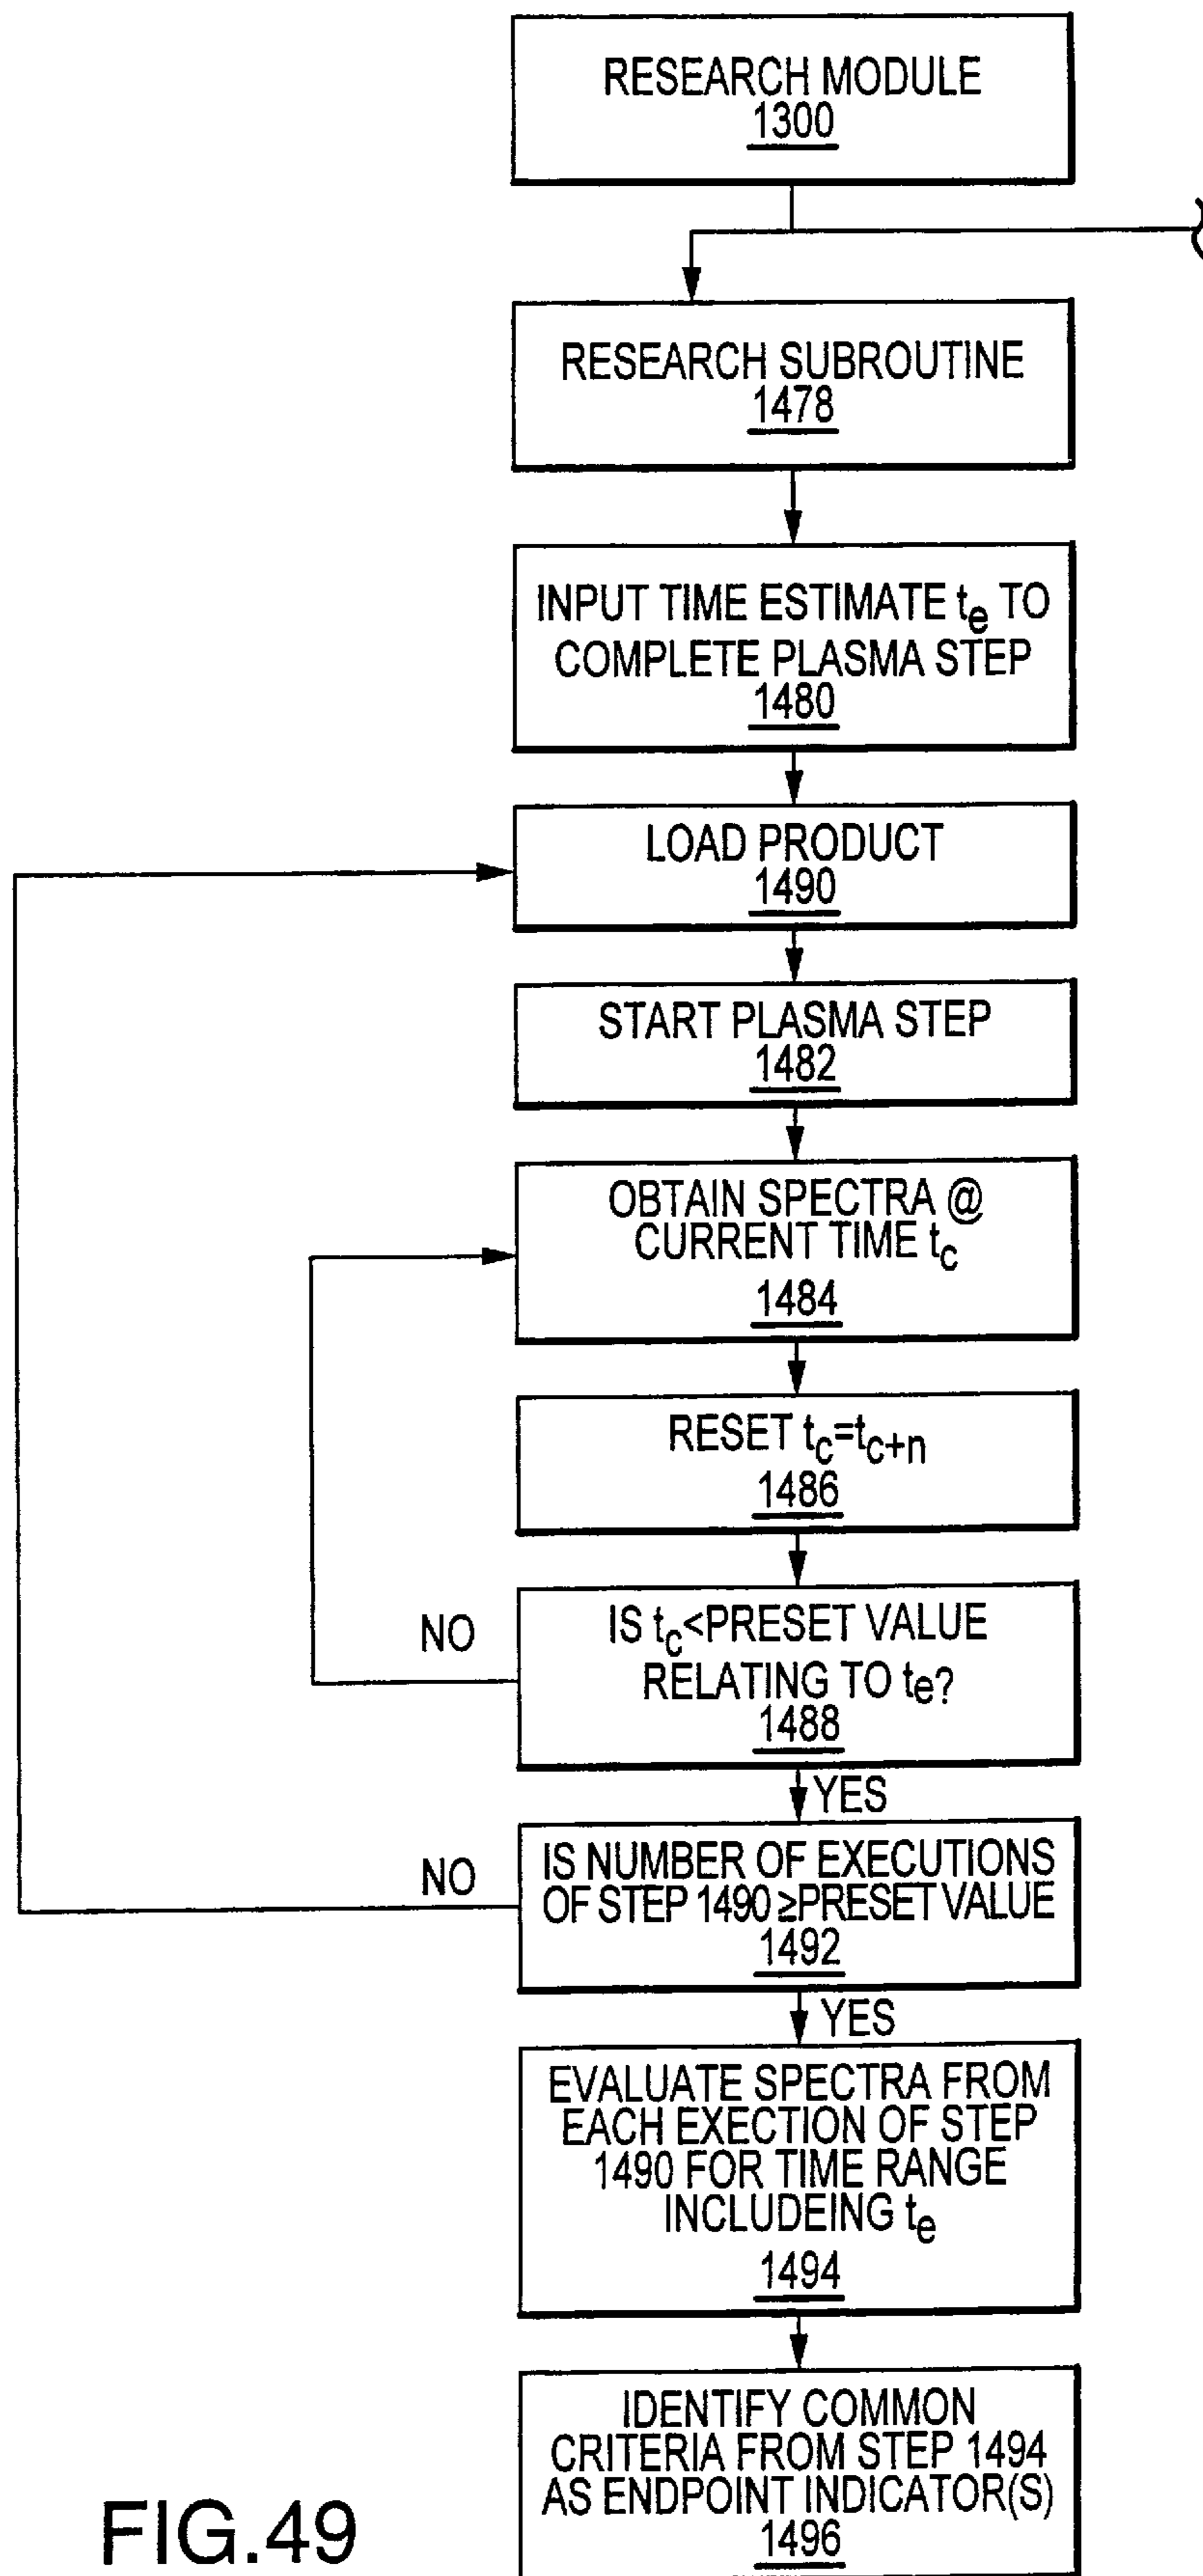 RESEARCH MODULE
1300
RESEARCH SUBROUTINE
1478
INPUT TIME ESTIMATE te TO
COMPLETE PLASMA STEP
1480
LOAD PRODUCT
1490
START PLASMA STEP
1482
OBTAIN SPECTRA @
CURRENT TIME tc
1484
RESET tc=tc+n
1486
NO
IS tc<PRESET VALUE
RELATING TO te?
1488
YES
NO
IS NUMBER OF EXECUTIONS
OF STEP 1490 ≥PRESET VALUE
1492
YES
EVALUATE SPECTRA FROM
EACH EXECTION OF STEP
1490 FOR TIME RANGE
INCLUDEING te
1494
IDENTIFY COMMON
CRITERIA FROM STEP 1494
AS ENDPOINT INDICATOR(S)
1496
FIG.49